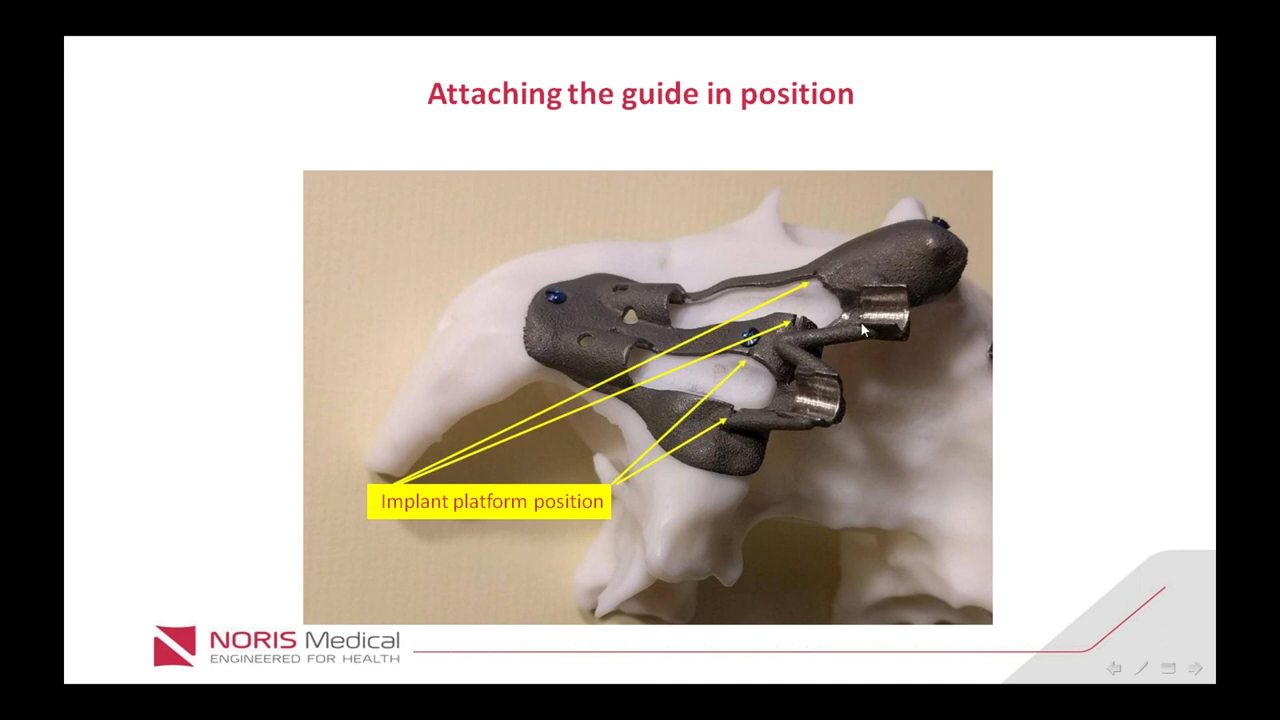 Attaching the guide in position
Implant platform position
NORIS Medical
ENGINEERED FOR HEALTH